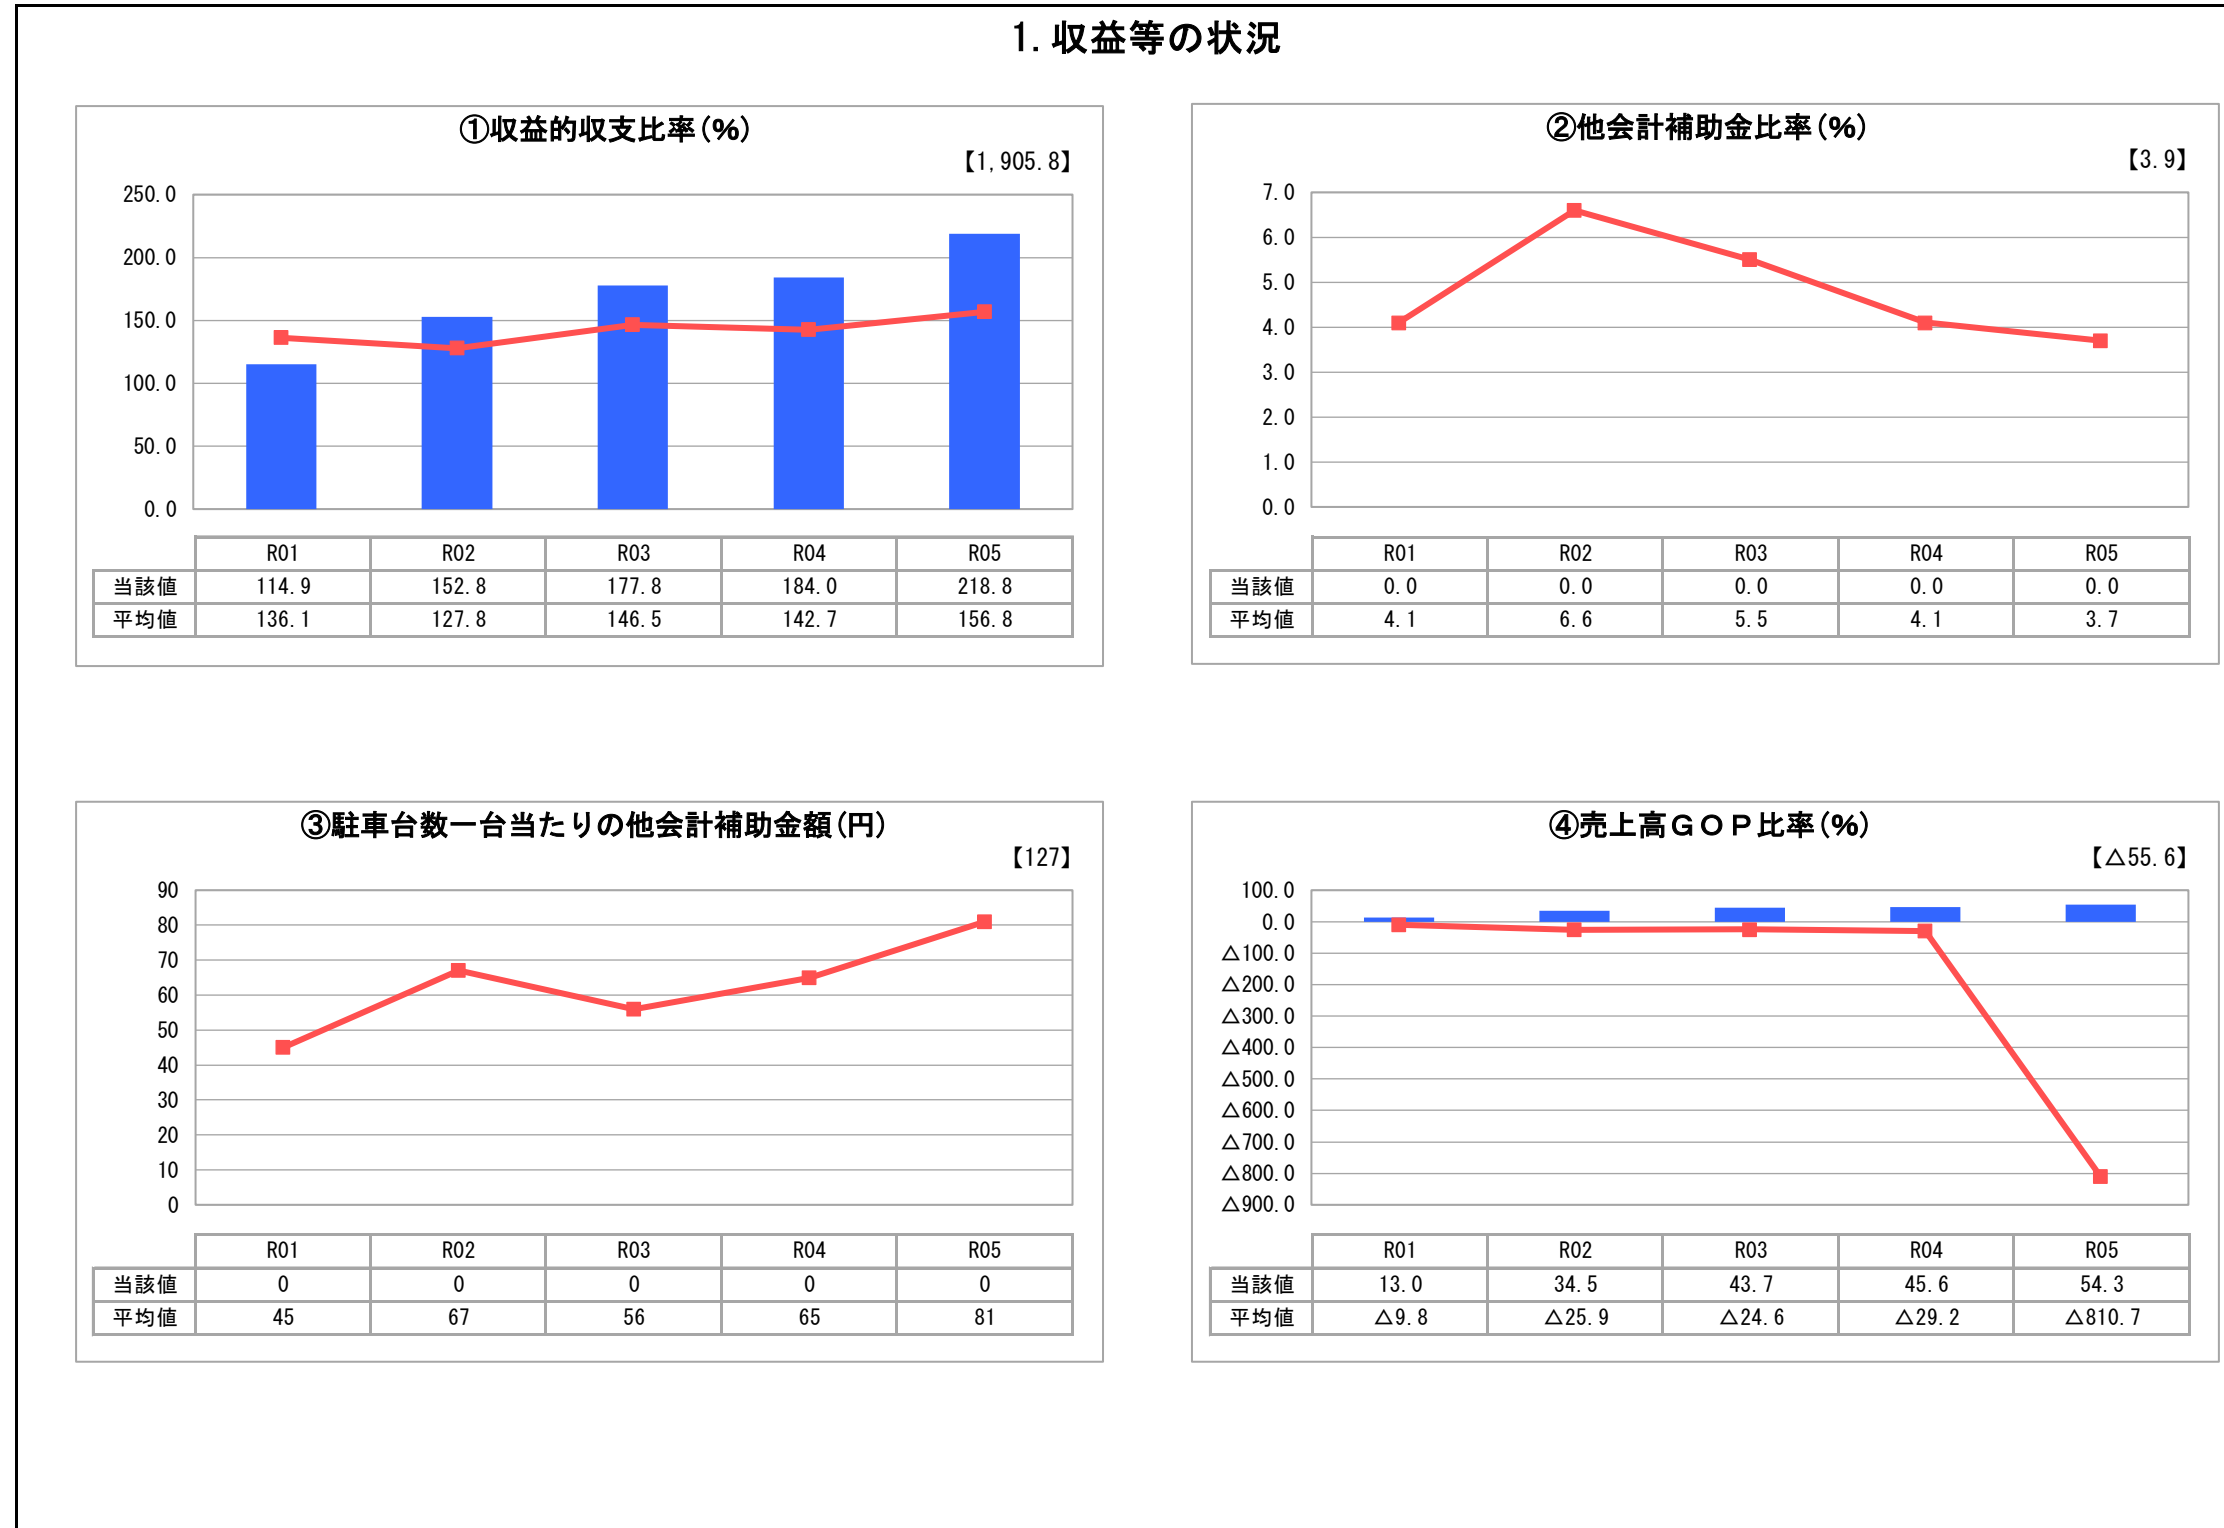 1. 収益等の状況
①収益的収支比率(%)
【1,905.8】
250.0
200.0
150.0
100.0
50.0
0.0
R01 R02 R03 R04 R05
当該値 114.9 152.8 177.8 184.0 218.8
平均値 136.1 127.8 146.5 142.7 156.8
②他会計補助金比率(%)
【3.9】
7.0
6.0
5.0
4.0
3.0
2.0
1.0
0.0
R01 R02 R03 R04 R05
当該値 0.0 0.0 0.0 0.0 0.0
平均値 4.1 6.6 5.5 4.1 3.7
③駐車台数一台当たりの他会計補助金額(円)
【127】
90
80
70
60
50
40
30
20
10
0
R01 R02 R03 R04 R05
当該値 0 0 0 0 0
平均値 45 67 56 65 81
④売上高ＧＯＰ比率(%)
【△55.6】
100.0
0.0
△100.0
△200.0
△300.0
△400.0
△500.0
△600.0
△700.0
△800.0
△900.0
R01 R02 R03 R04 R05
当該値 13.0 34.5 43.7 45.6 54.3
平均値 △9.8 △25.9 △24.6 △29.2 △810.7